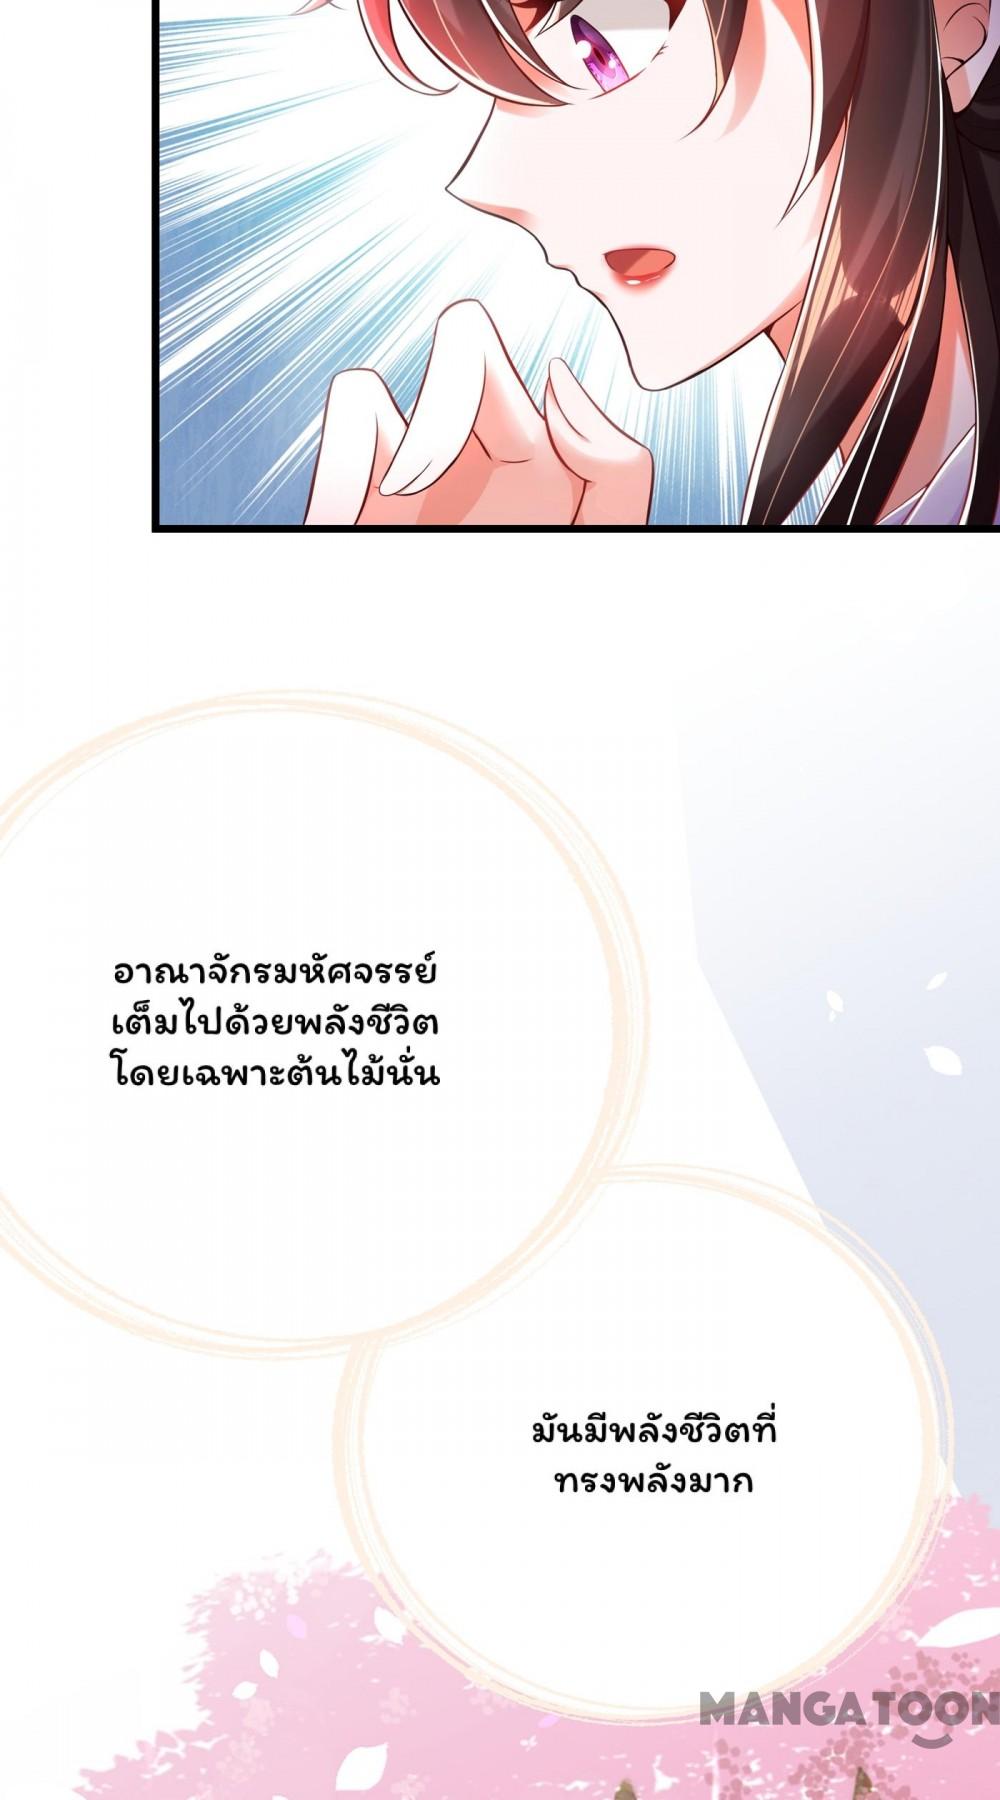 อาณาจักรมหัศจรรย์
เต็มไปด้วยพลังชีวิต
โดยเฉพาะต้นไม้นั่น
มันมีพลังชีวิตที่
ทรงพลังมาก
MANGATOON